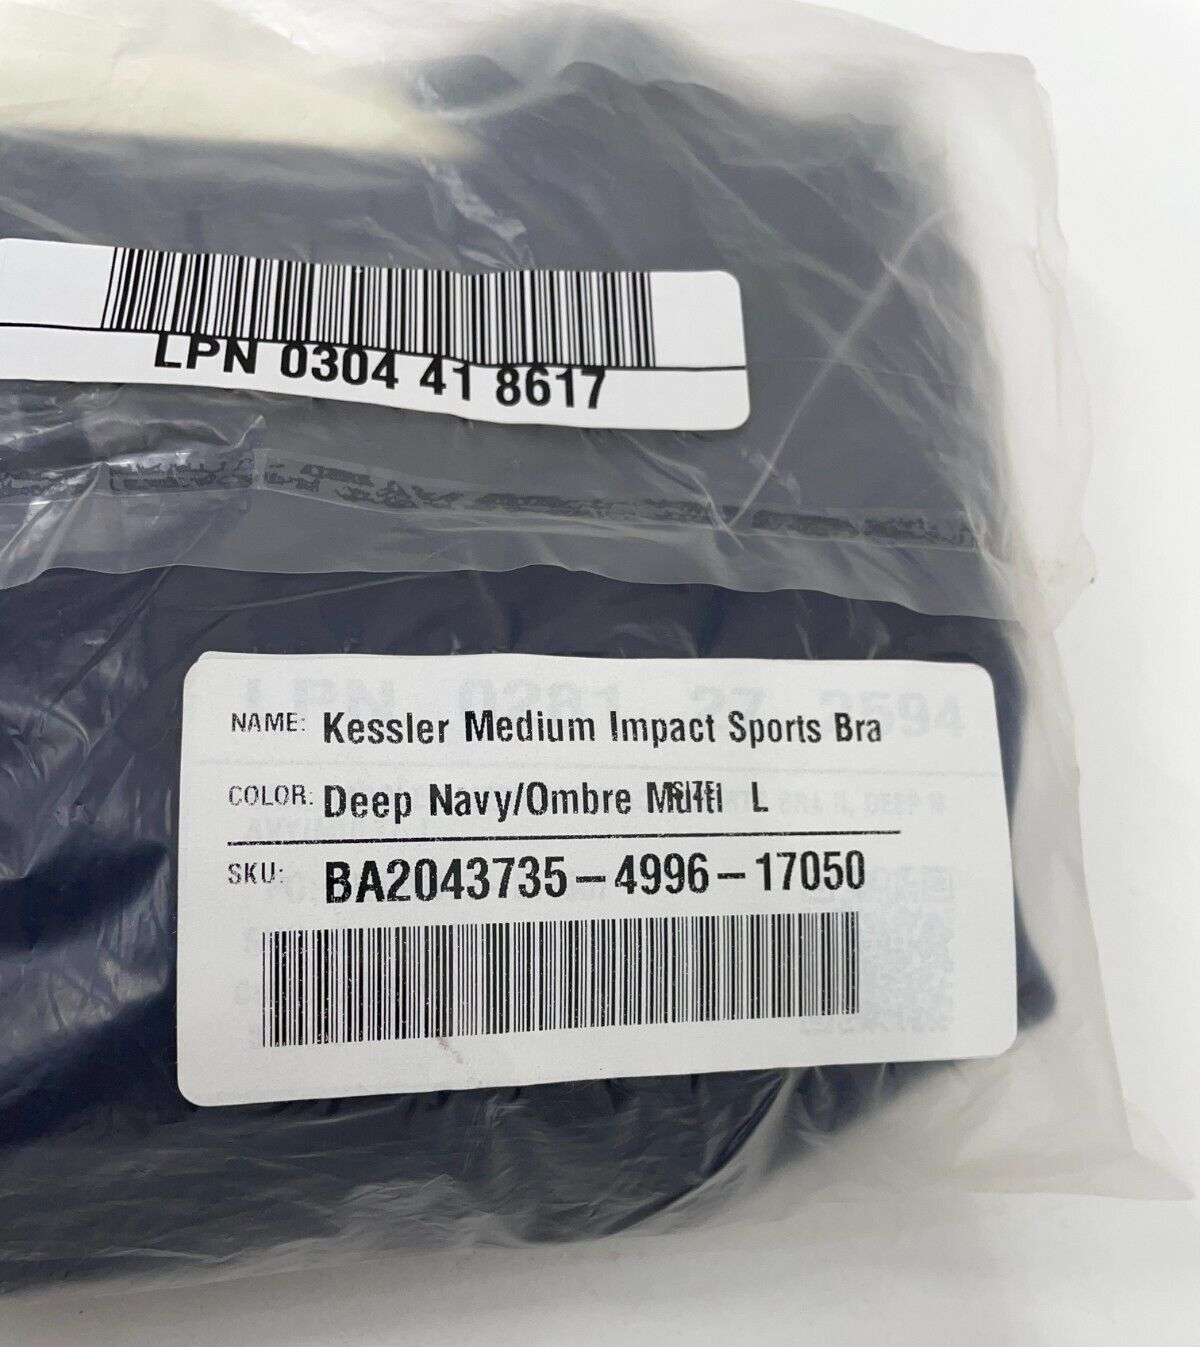 LPN 0304 41 8617
NAME: Kessler Medium Impact Sports Bra
COLOR: Deep Navy/Ombre Multi SIZE: L
SKU: BA2043735-4996-17050